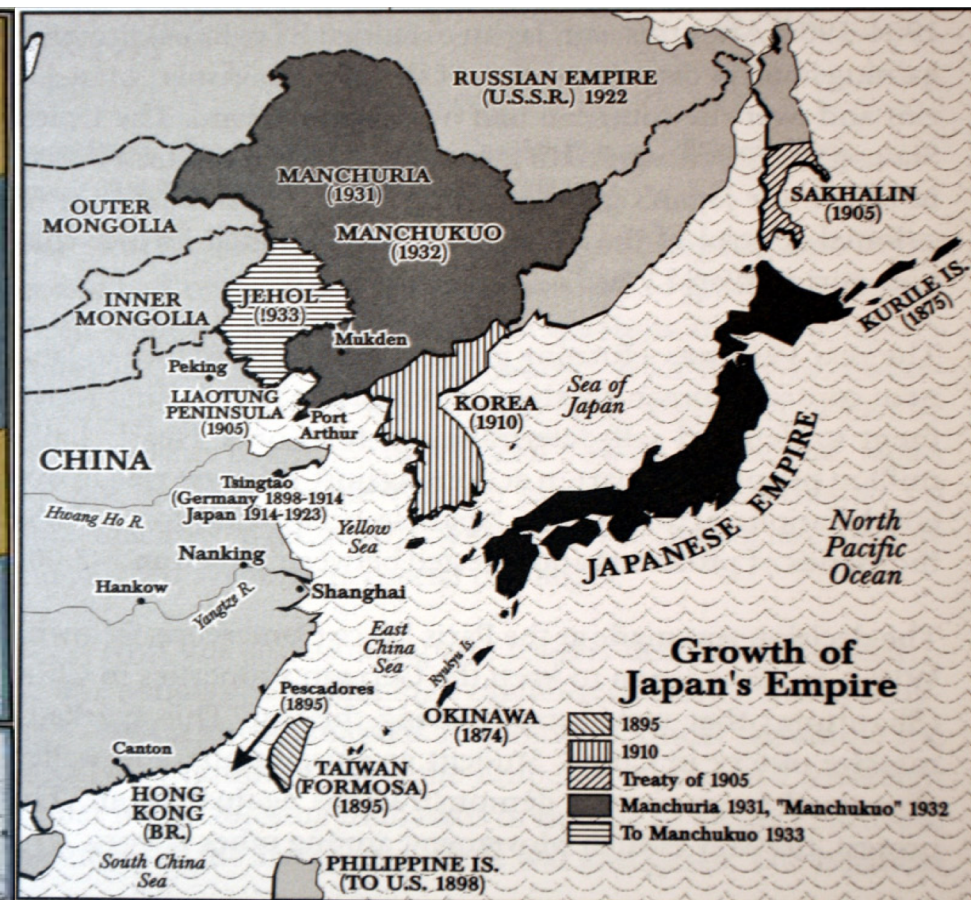 RUSSIAN EMPIRE
(U.S.S.R.) 1922
MANCHURIA
(1931)
SAKHALIN
(1905)
OUTER
MONGOLIA
MANCHUKUO
(1932)
KURILE IS.
(1875)
INNER
MONGOLIA
JEHOL
(!933)
Mukden
Peking
LIAOTUNG
PENINSULA
(1905)
Port
Arthur
KOREA
(1910)
Sea of
Japan
CHINA
Tsingtao
(Germany 1898-1914
Japan 1914-1923)
Hwang Ho R.
Yellow
Sea
JAPANESE EMPIRE
North
Pacific
Ocean
Nanking
Hankow
Yangtze R.
Shanghai
East
China
Sea
Ryukyu Is.
Pescadores
(1895)
OKINAWA
(1874)
Canton
TAIWAN
(FORMOSA)
(1895)
HONG
KONG
(BR.)
South China
Sea
PHILIPPINE IS.
(TO U.S. 1898)
Growth of
Japan's Empire
1895
1910
Treaty of 1905
Manchuria 1931, "Manchukuo" 1932
To Manchukuo 1933